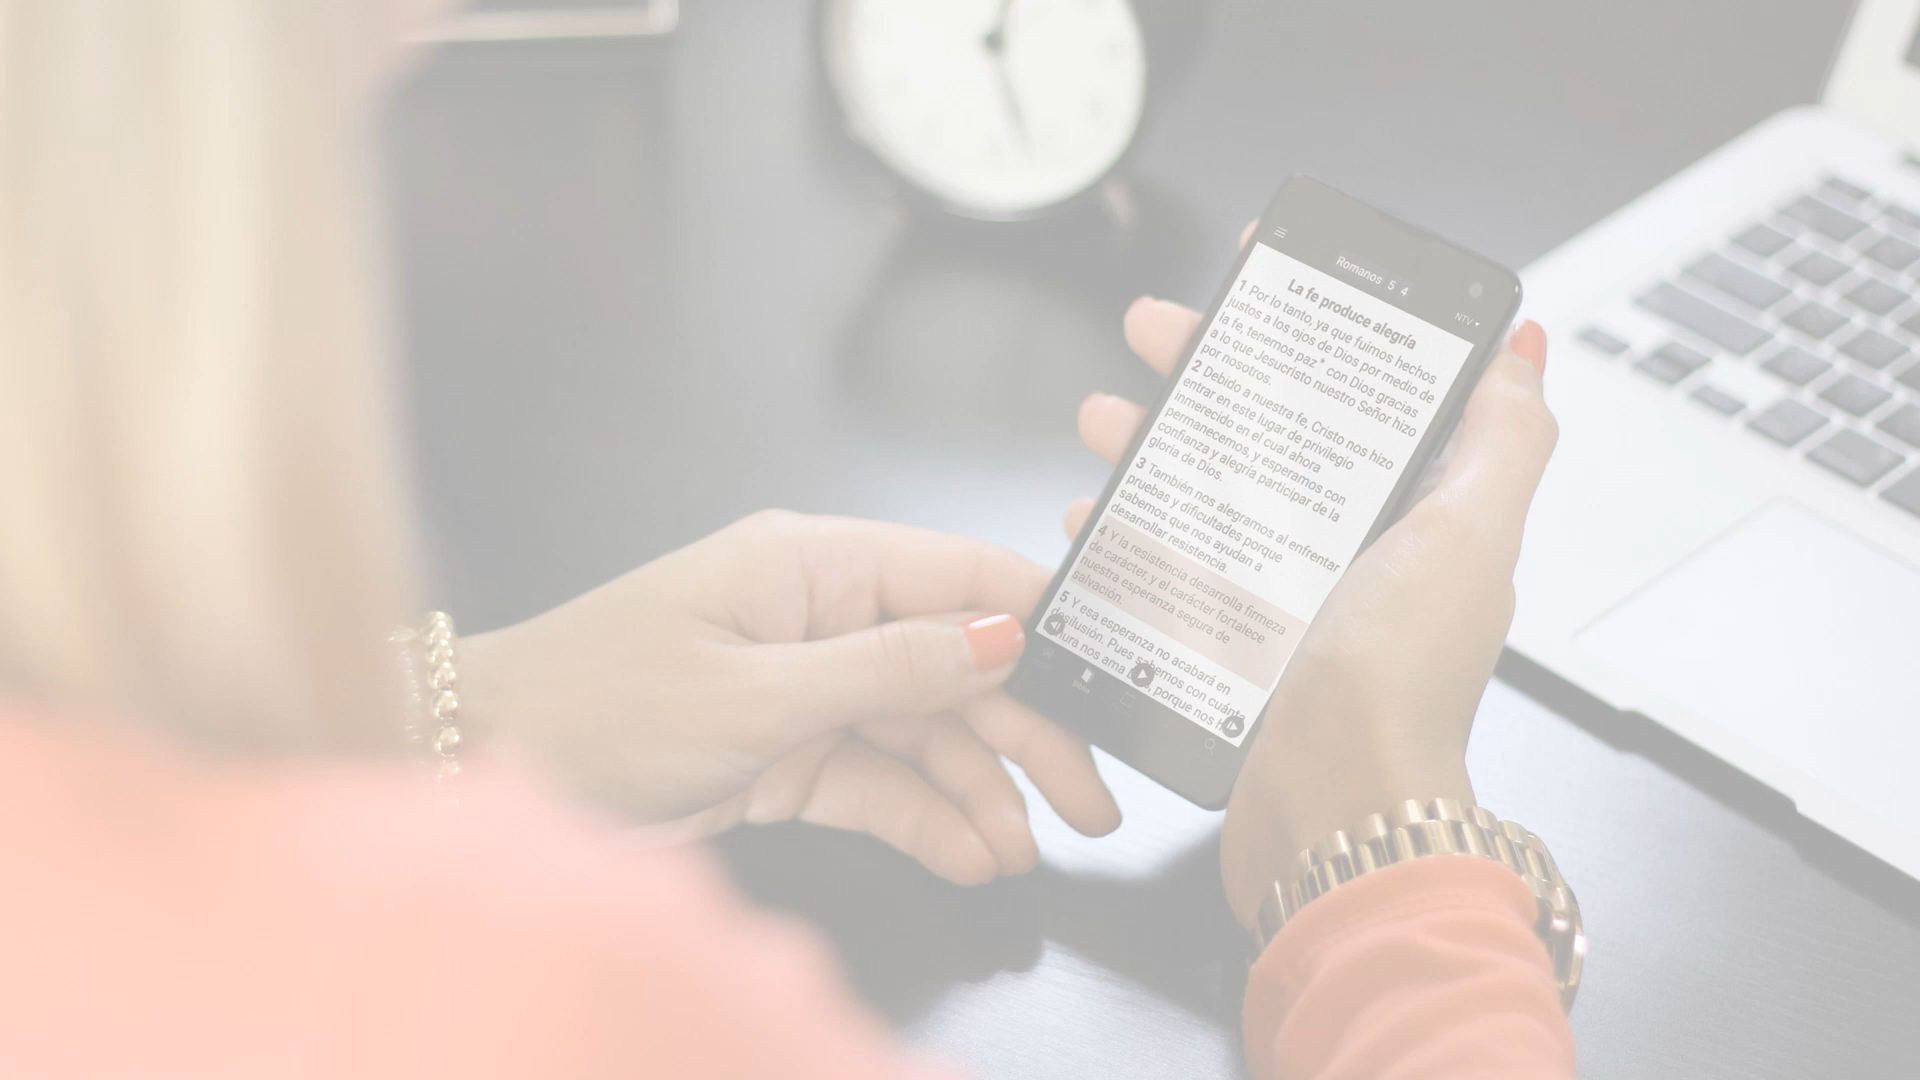 Romanos 5 4
NTV
La fe produce alegría
1 Por lo tanto, ya que fuimos hechos
justos a los ojos de Dios por medio de
la fe, tenemos paz* con Dios gracias
a lo que Jesucristo nuestro Señor hizo
por nosotros.
2 Debido a nuestra fe, Cristo nos hizo
entrar en este lugar de privilegio
inmerecido en el cual ahora
permanecemos, y esperamos con
confianza y alegría participar de la
gloria de Dios.
3 También nos alegramos al enfrentar
pruebas y dificultades porque
sabemos que nos ayudan a
desarrollar resistencia.
4 Y la resistencia desarrolla firmeza
de carácter, y el carácter fortalece
nuestra esperanza segura de
salvación.
5 Y esa esperanza no acabará en
desilusión. Pues sabemos con cuánta
nos ama porque nos